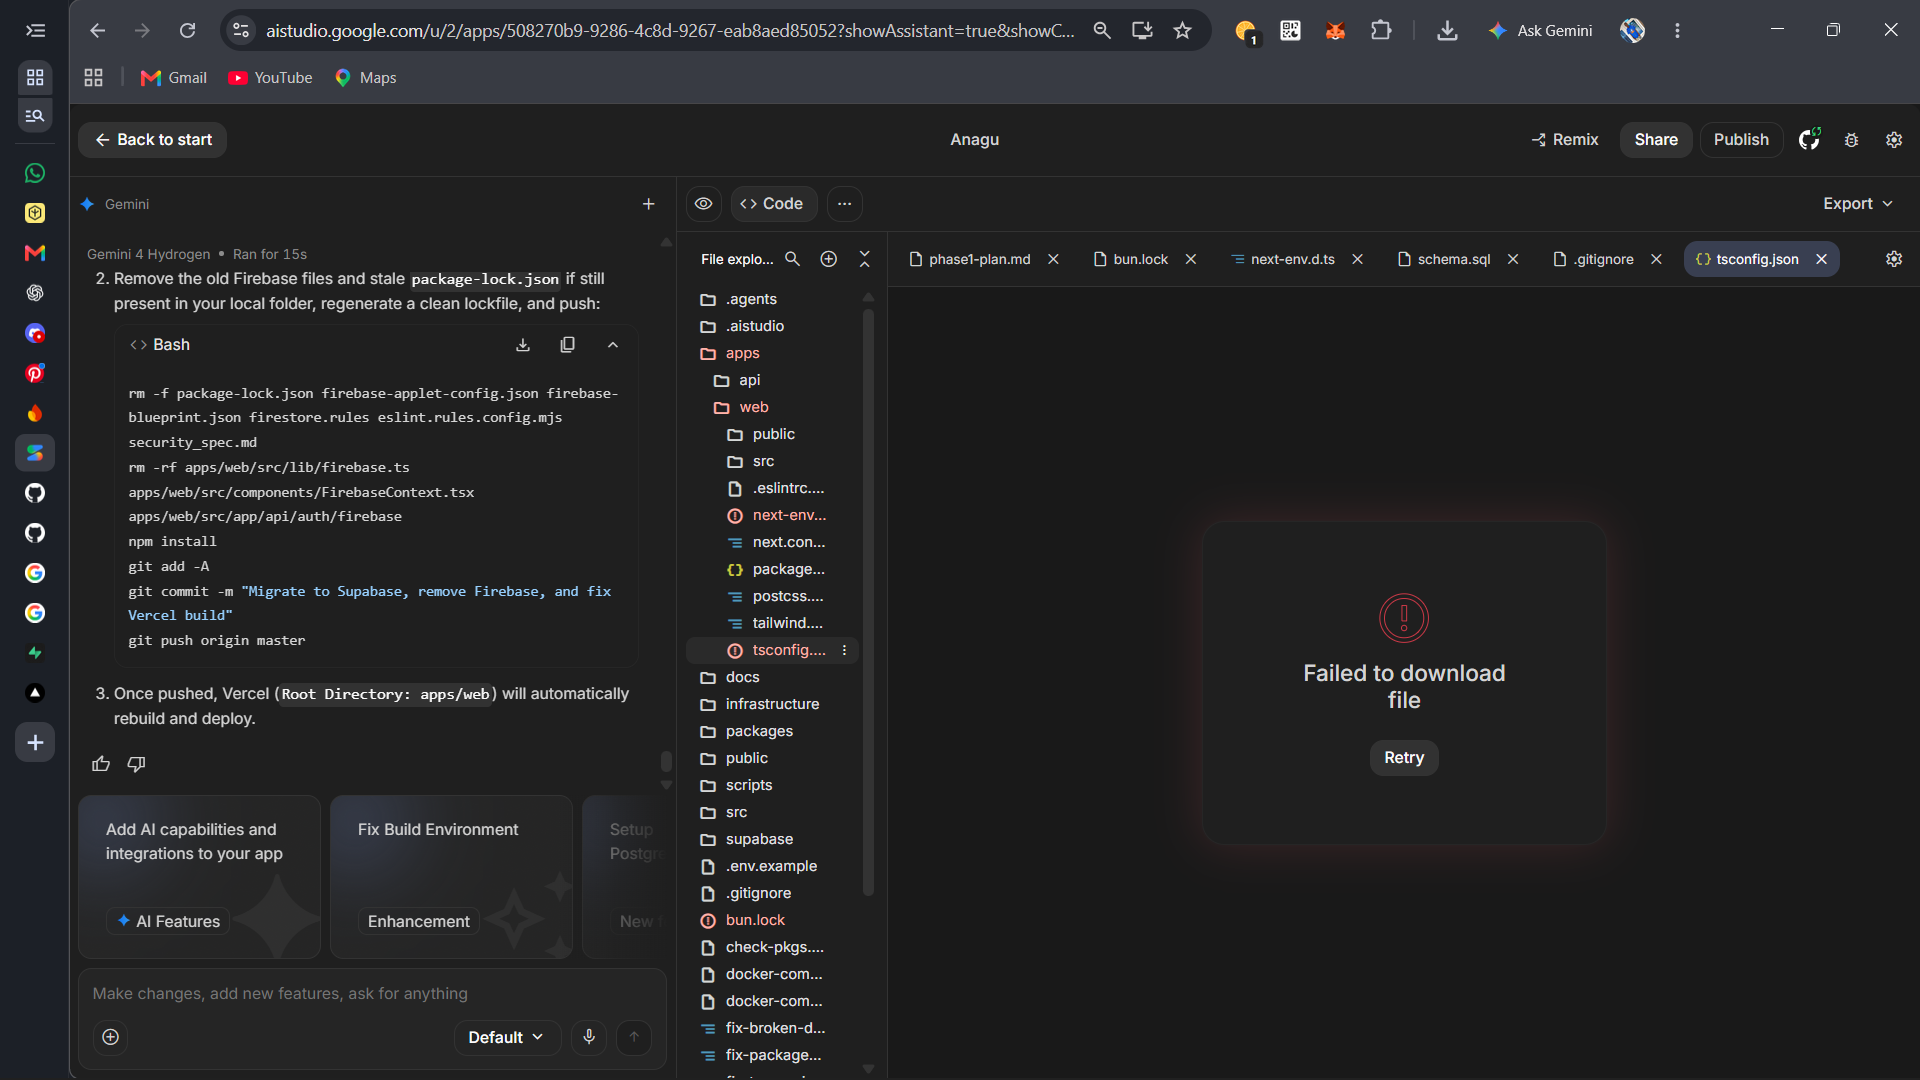 aistudio.google.com/u/2/apps/508270b9-9286-4c8d-9267-eab8aed85052?showAssistant=true&showC...
1
Ask Gemini
Gmail
YouTube
Maps
Back to start
Anagu
Remix
Share
Publish
Gemini
Code
Export
Gemini 4 Hydrogen • Ran for 15s
2. Remove the old Firebase files and stale package-lock.json if still
present in your local folder, regenerate a clean lockfile, and push:
Bash
rm -f package-lock.json firebase-applet-config.json firebase-
blueprint.json firestore.rules eslint.rules.config.mjs
security_spec.md
rm -rf apps/web/src/lib/firebase.ts
apps/web/src/components/FirebaseContext.tsx
apps/web/src/app/api/auth/firebase
npm install
git add -A
git commit -m "Migrate to Supabase, remove Firebase, and fix
Vercel build"
git push origin master
3. Once pushed, Vercel (Root Directory: apps/web) will automatically
rebuild and deploy.
Add AI capabilities and
integrations to your app
AI Features
Fix Build Environment
Enhancement
Setup
New
Make changes, add new features, ask for anything
Default
File explo...
.agents
.aistudio
apps
api
web
public
src
.eslintrc....
next-env...
next.con...
package...
postcss....
tailwind....
tsconfig....
docs
infrastructure
packages
public
scripts
src
supabase
.env.example
.gitignore
bun.lock
check-pkgs....
docker-com...
docker-com...
fix-broken-d...
fix-package...
phase1-plan.md
bun.lock
next-env.d.ts
schema.sql
.gitignore
tsconfig.json
Failed to download
file
Retry